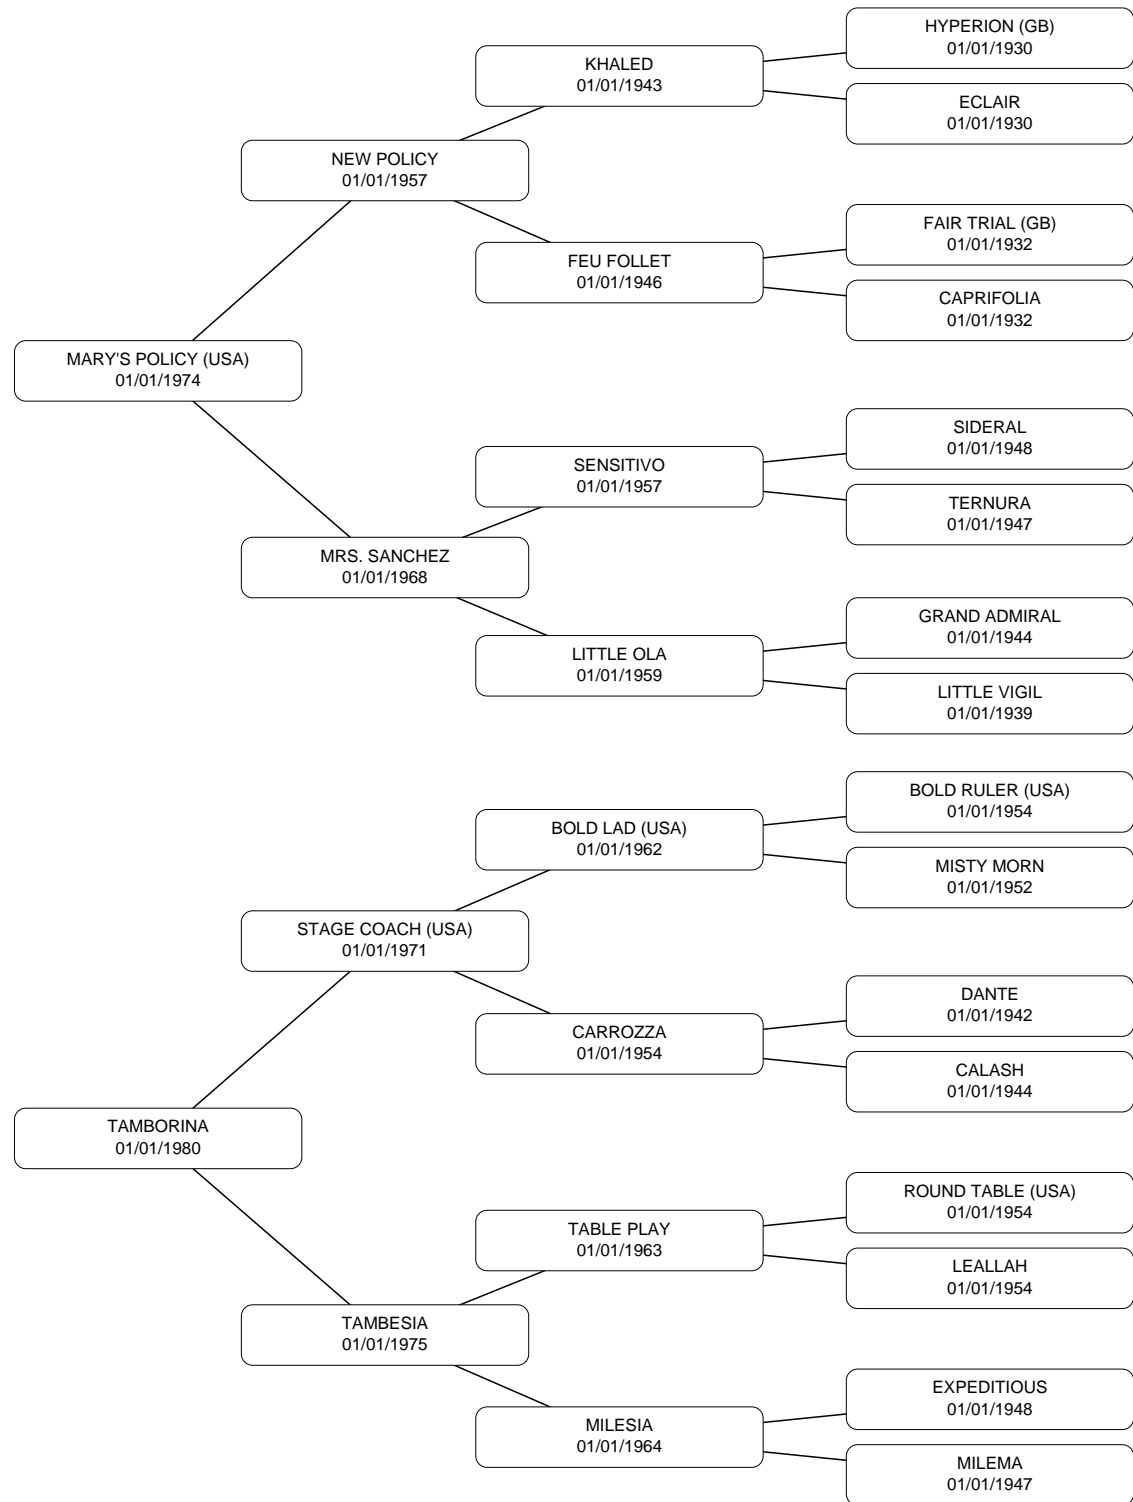 HYPERION (GB)
01/01/1930
KHALED
01/01/1943
ECLAIR
01/01/1930
NEW POLICY
01/01/1957
FAIR TRIAL (GB)
01/01/1932
FEU FOLLET
01/01/1946
CAPRIFOLIA
01/01/1932
MARY'S POLICY (USA)
01/01/1974
SIDERAL
01/01/1948
SENSITIVO
01/01/1957
TERNURA
01/01/1947
MRS. SANCHEZ
01/01/1968
GRAND ADMIRAL
01/01/1944
LITTLE OLA
01/01/1959
LITTLE VIGIL
01/01/1939
BOLD RULER (USA)
01/01/1954
BOLD LAD (USA)
01/01/1962
MISTY MORN
01/01/1952
STAGE COACH (USA)
01/01/1971
DANTE
01/01/1942
CARROZZA
01/01/1954
CALASH
01/01/1944
TAMBORINA
01/01/1980
ROUND TABLE (USA)
01/01/1954
TABLE PLAY
01/01/1963
LEALLAH
01/01/1954
TAMBESIA
01/01/1975
EXPEDITIOUS
01/01/1948
MILESIA
01/01/1964
MILEMA
01/01/1947